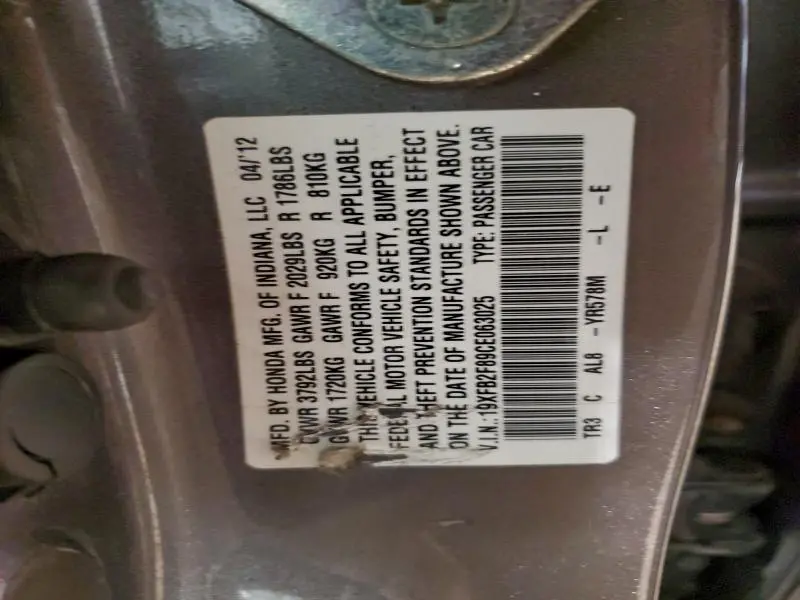 MFD. BY HONDA MFG. OF INDIANA, LLC 04/'12
GVWR 3792LBS GAWR F 2029LBS R 1786LBS
GVWR 1720KG GAWR F 920KG R 810KG
THIS VEHICLE CONFORMS TO ALL APPLICABLE
FEDERAL MOTOR VEHICLE SAFETY, BUMPER,
AND THEFT PREVENTION STANDARDS IN EFFECT
ON THE DATE OF MANUFACTURE SHOWN ABOVE.
V.I.N.: 19XFB2F89CE063025 TYPE: PASSENGER CAR
TR3 C AL8 -YR578M -L -E